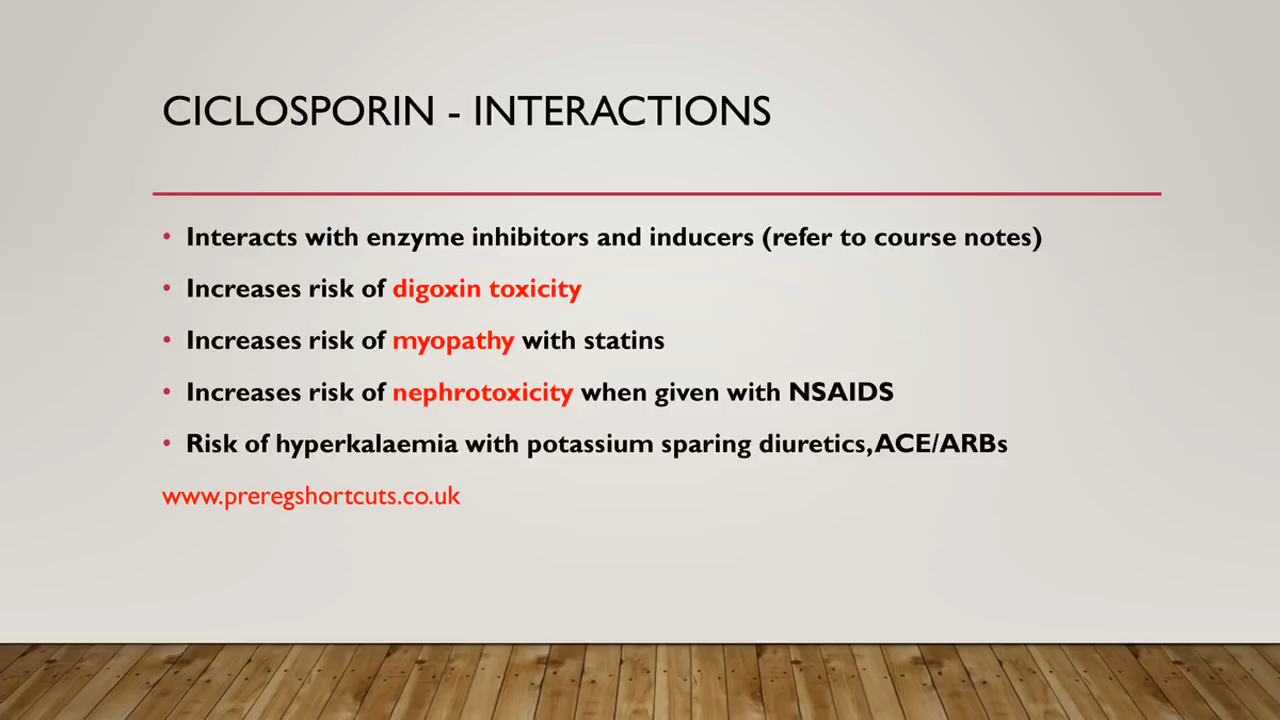 CICLOSPORIN - INTERACTIONS
• Interacts with enzyme inhibitors and inducers (refer to course notes)
• Increases risk of digoxin toxicity
• Increases risk of myopathy with statins
• Increases risk of nephrotoxicity when given with NSAIDS
• Risk of hyperkalaemia with potassium sparing diuretics,ACE/ARBs
www.preregshortcuts.co.uk